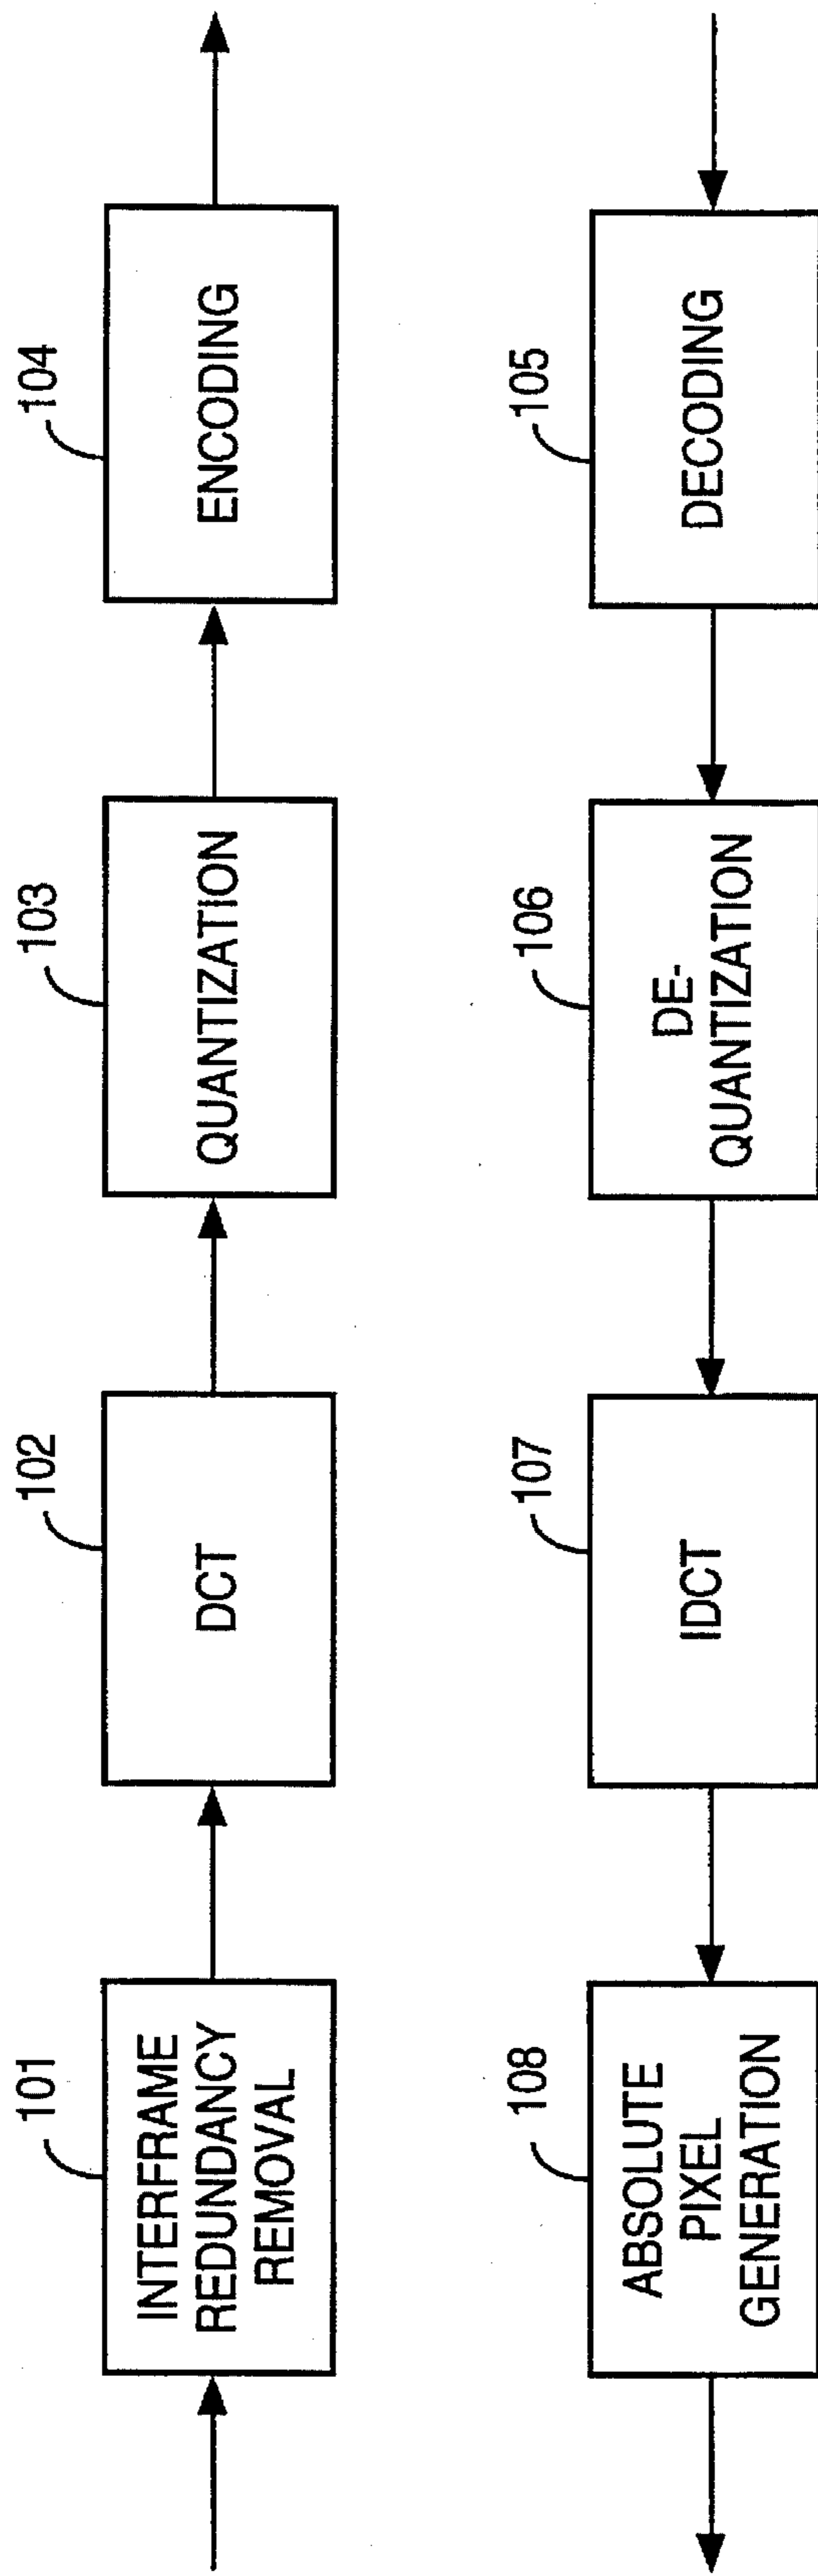 101
INTERFRAME
REDUNDANCY
REMOVAL
102
DCT
103
QUANTIZATION
104
ENCODING
105
DECODING
106
DE-
QUANTIZATION
107
IDCT
108
ABSOLUTE
PIXEL
GENERATION